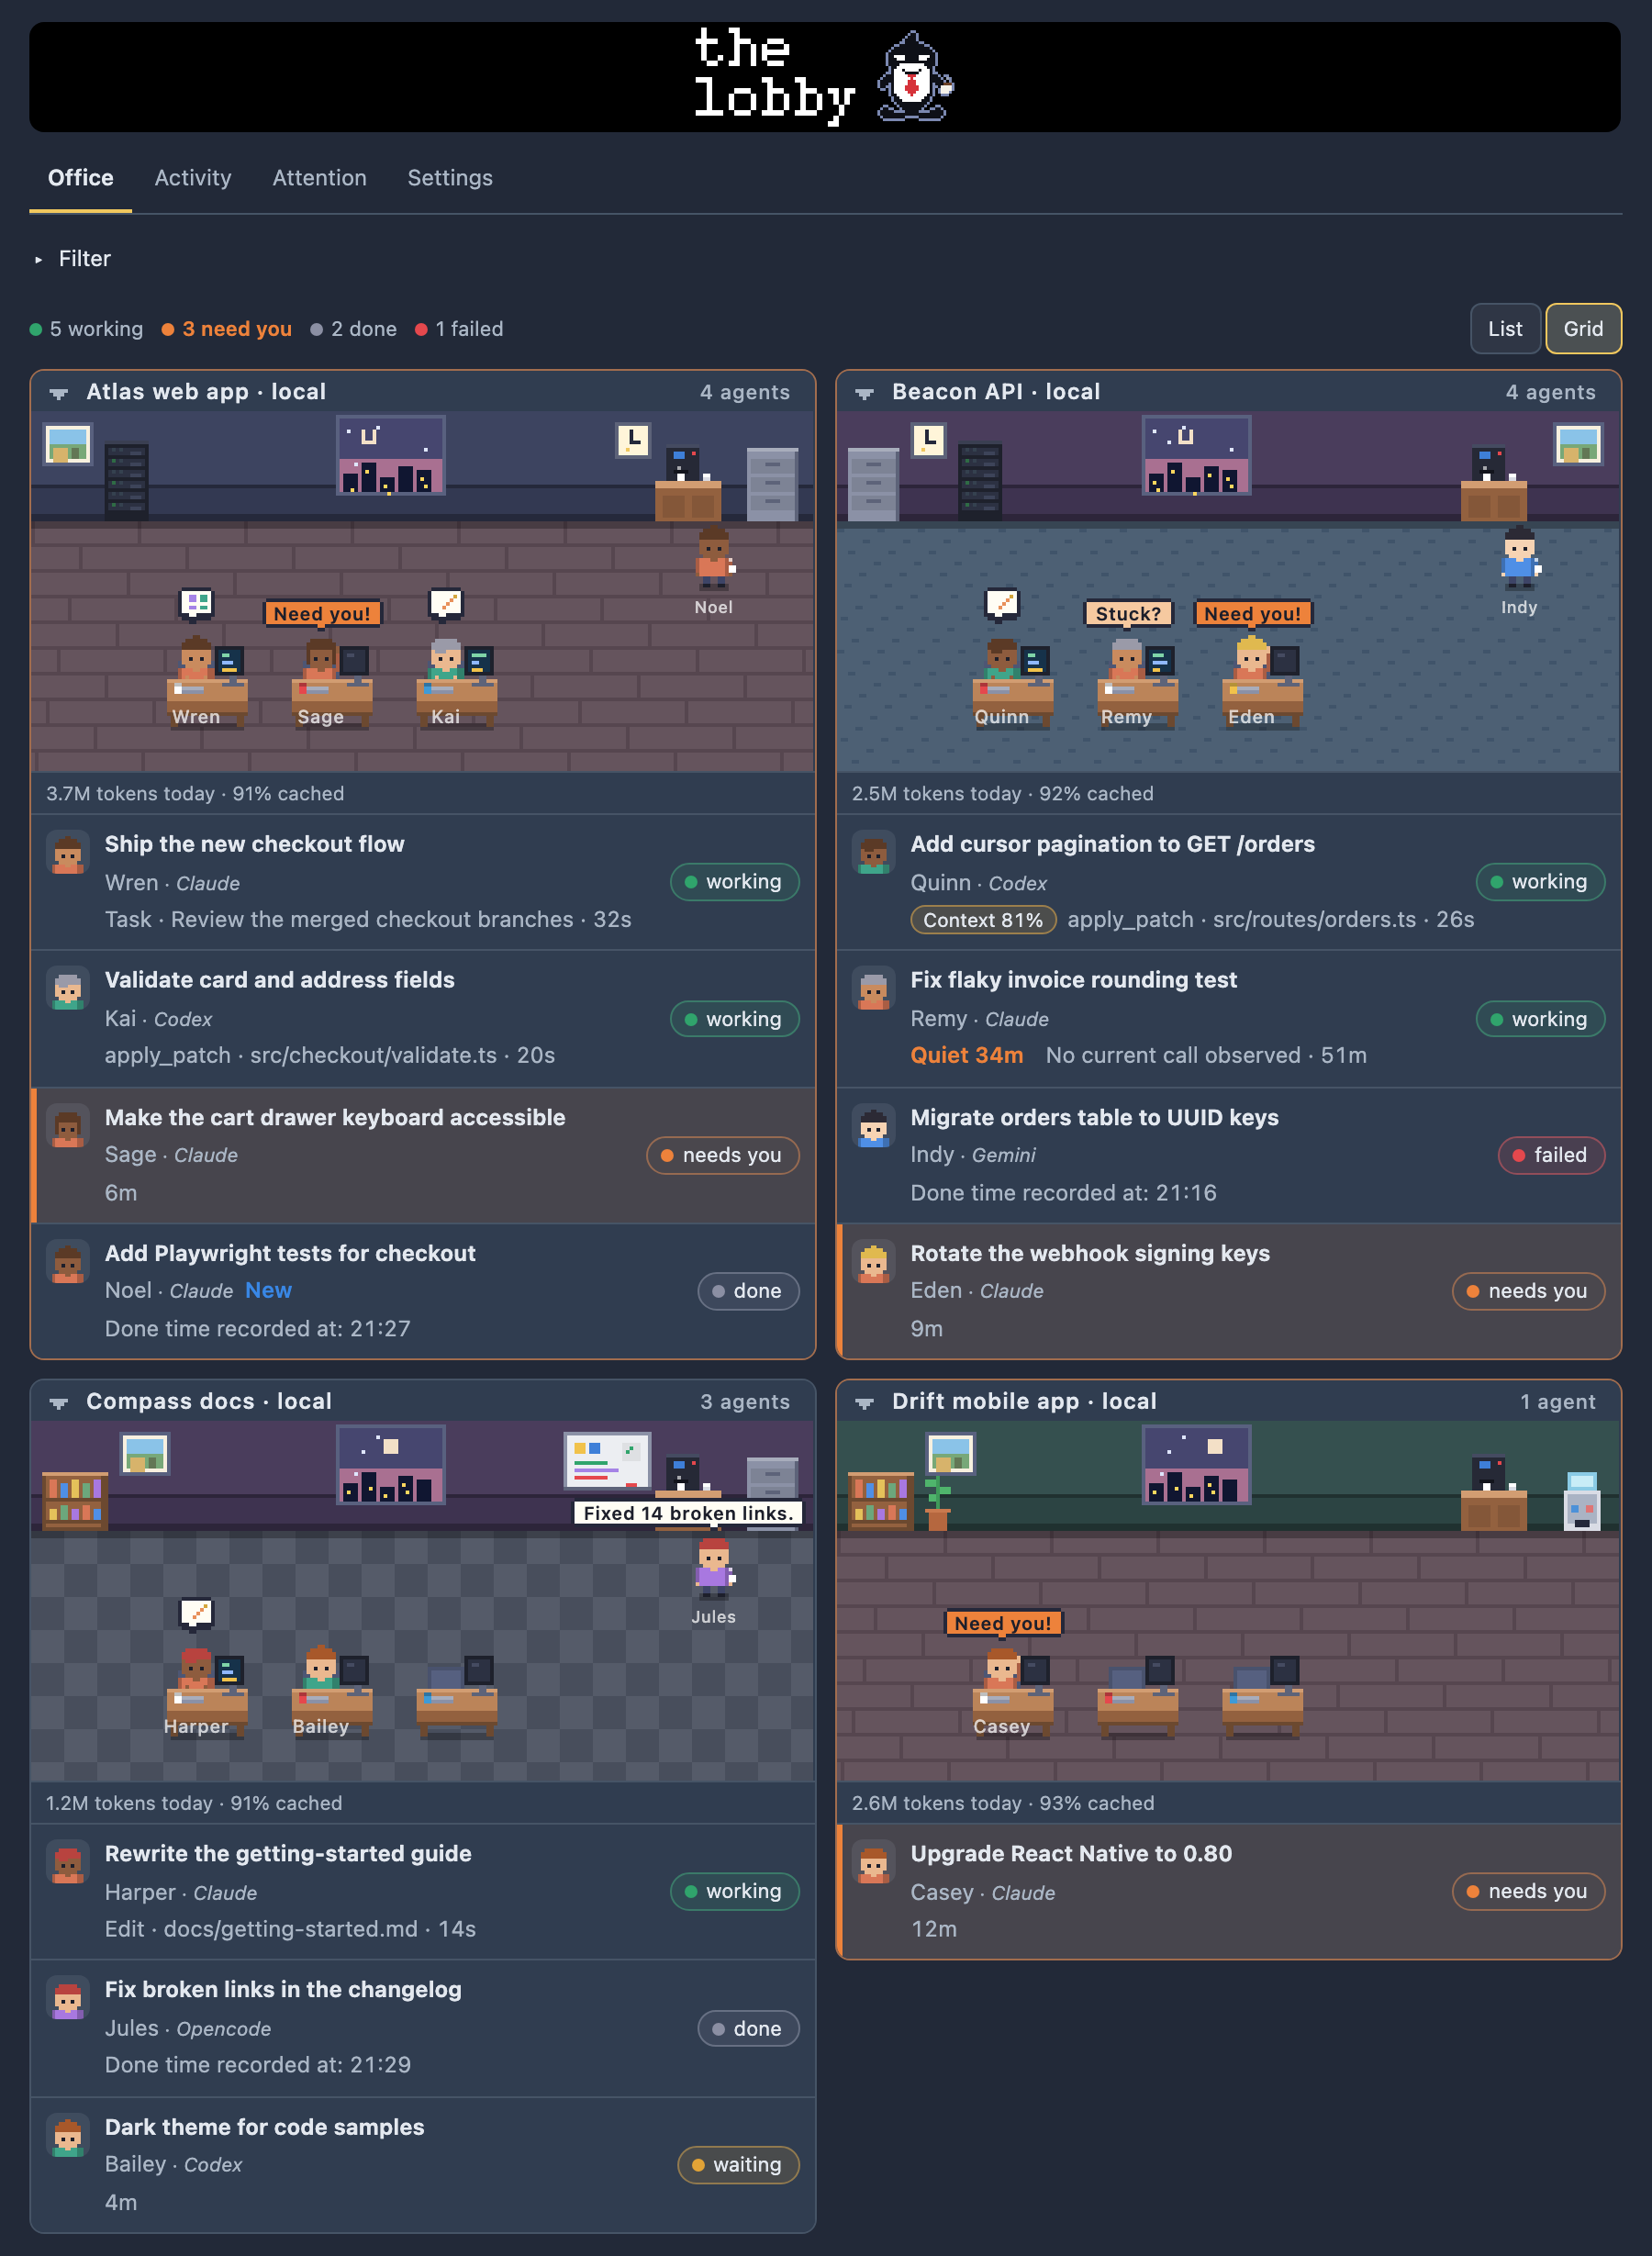 the
lobby
Office Activity Attention Settings
Filter
5 working 3 need you 2 done 1 failed
List Grid
Atlas web app · local 4 agents
Noel
Need you!
Wren Sage Kai
3.7M tokens today · 91% cached
Ship the new checkout flow
Wren · Claude
working
Task · Review the merged checkout branches · 32s
Validate card and address fields
Kai · Codex
working
apply_patch · src/checkout/validate.ts · 20s
Make the cart drawer keyboard accessible
Sage · Claude
needs you
6m
Add Playwright tests for checkout
Noel · Claude New
done
Done time recorded at: 21:27
Beacon API · local 4 agents
Indy
Stuck? Need you!
Quinn Remy Eden
2.5M tokens today · 92% cached
Add cursor pagination to GET /orders
Quinn · Codex
working
Context 81% apply_patch · src/routes/orders.ts · 26s
Fix flaky invoice rounding test
Remy · Claude
working
Quiet 34m No current call observed · 51m
Migrate orders table to UUID keys
Indy · Gemini
failed
Done time recorded at: 21:16
Rotate the webhook signing keys
Eden · Claude
needs you
9m
Compass docs · local 3 agents
Fixed 14 broken links.
Jules
Harper Bailey
1.2M tokens today · 91% cached
Rewrite the getting-started guide
Harper · Claude
working
Edit · docs/getting-started.md · 14s
Fix broken links in the changelog
Jules · Opencode
done
Done time recorded at: 21:29
Dark theme for code samples
Bailey · Codex
waiting
4m
Drift mobile app · local 1 agent
Need you!
Casey
2.6M tokens today · 93% cached
Upgrade React Native to 0.80
Casey · Claude
needs you
12m